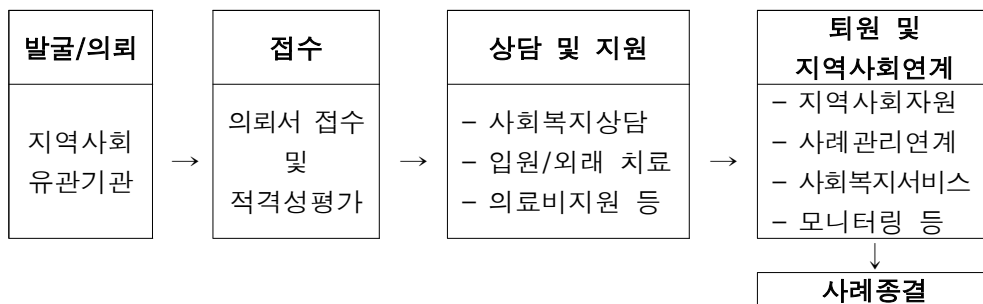 발굴/의뢰
지역사회
유관기관
→
접수
의뢰서 접수
및
적격성평가
→
상담 및 지원
– 사회복지상담
– 입원/외래 치료
– 의료비지원 등
→
퇴원 및
지역사회연계
– 지역사회자원
– 사례관리연계
– 사회복지서비스
– 모니터링 등
↓
사례종결